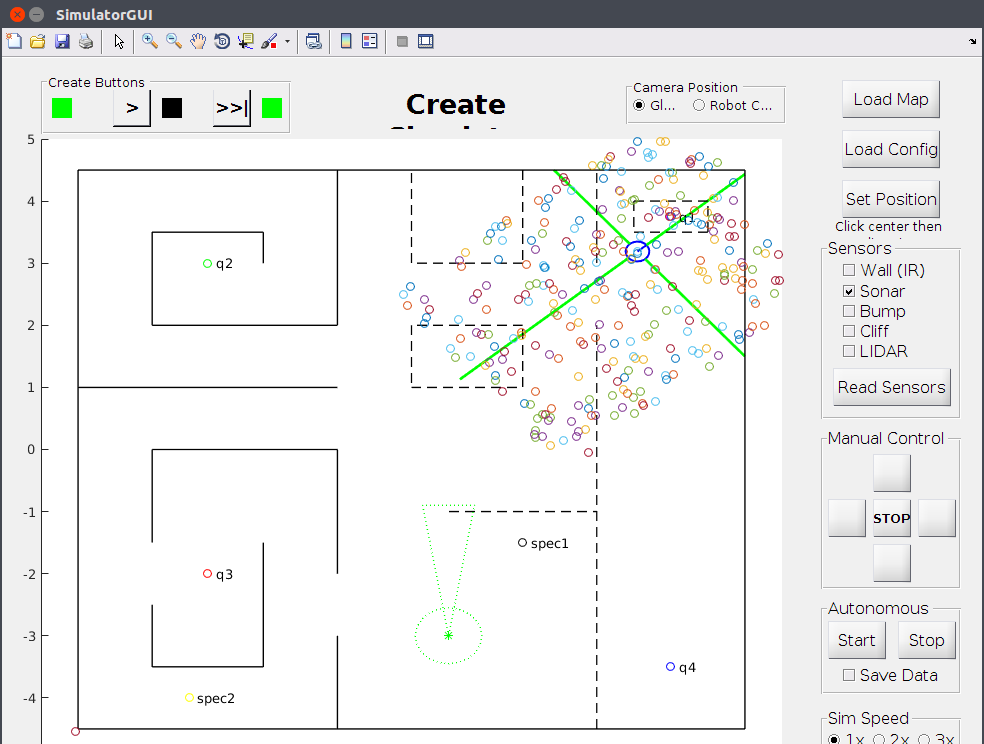 SimulatorGUI
Create Buttons
>
>>|
Create
Camera Position
Gl...
Robot C...
Load Map
Load Config
Set Position
Click center then
Sensors
Wall (IR)
Sonar
Bump
Cliff
LIDAR
Read Sensors
Manual Control
STOP
Autonomous
Start
Stop
Save Data
Sim Speed
1x
2x
3x
5
4
3
2
1
0
-1
-2
-3
-4
q1
q2
spec1
q3
q4
spec2